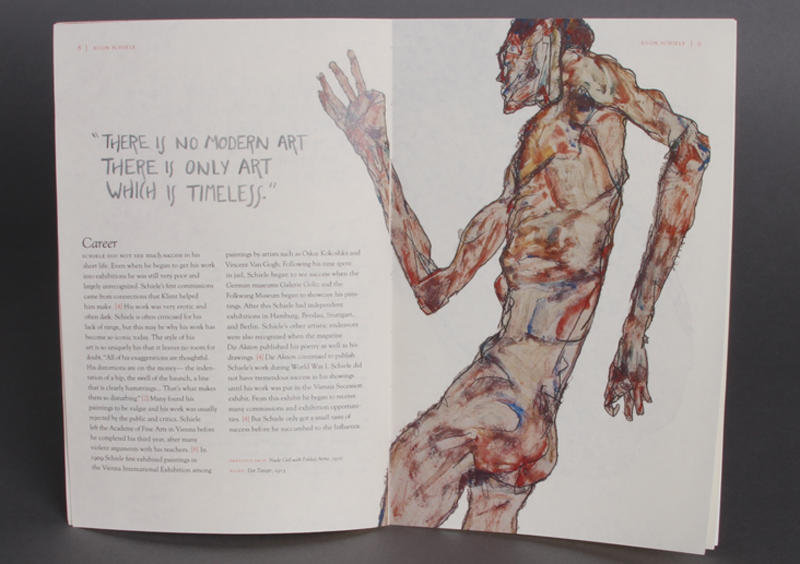 8 | EGON SCHIELE
EGON SCHIELE | 9
"THERE IS NO MODERN ART
THERE IS ONLY ART
WHICH IS TIMELESS."
Career
SCHIELE DID NOT SEE much success in his
short life. Even when he began to get his work
into exhibitions he was still very poor and
largely unrecognized. Schiele's first commissions
came from connections that Klimt helped
him make. [4] His work was very erotic and
often dark. Schiele is often criticised for his
lack of range, but this may be why his work has
become so iconic today. The style of his
art is so uniquely his that it leaves no room for
doubt. "All of his exaggerations are thoughtful.
His distortions are on the money— the inden-
tation of a hip, the swell of the haunch, a line
that is clearly hamstrings... That's what makes
them so disturbing." [2] Many found his
paintings to be vulgar and his work was usually
rejected by the public and critics. Schiele
left the Academy of Fine Arts in Vienna before
he completed his third year, after many
violent arguments with his teachers. [8] In
1909 Schiele first exhibited paintings in
the Vienna International Exhibition among
paintings by artists such as Oskar Kokoshka and
Vincent Van Gogh. Following his time spent
in jail, Schiele began to see success when the
German museums Galerie Goltz and the
Folkwang Museum began to showcase his pain-
tings. After this Schiele had independent
exhibitions in Hamburg, Breslau, Stuttgart,
and Berlin. Schiele's other artistic endeavors
were also recognized when the magazine
Die Aktion published his poetry as well as his
drawings. [4] Die Aktion continued to publish
Schiele's work during World War I. Schiele did
not have tremendous success in his showings
until his work was put in the Vienna Secession
exhibit. From this exhibit he began to receive
many commissions and exhibition opportuni-
ties. [4] But Schiele only got a small taste of
success before he succumbed to the Influenza.
PREVIOUS PAGE Nude Girl with Folded Arms, 1910
RIGHT The Dancer, 1913